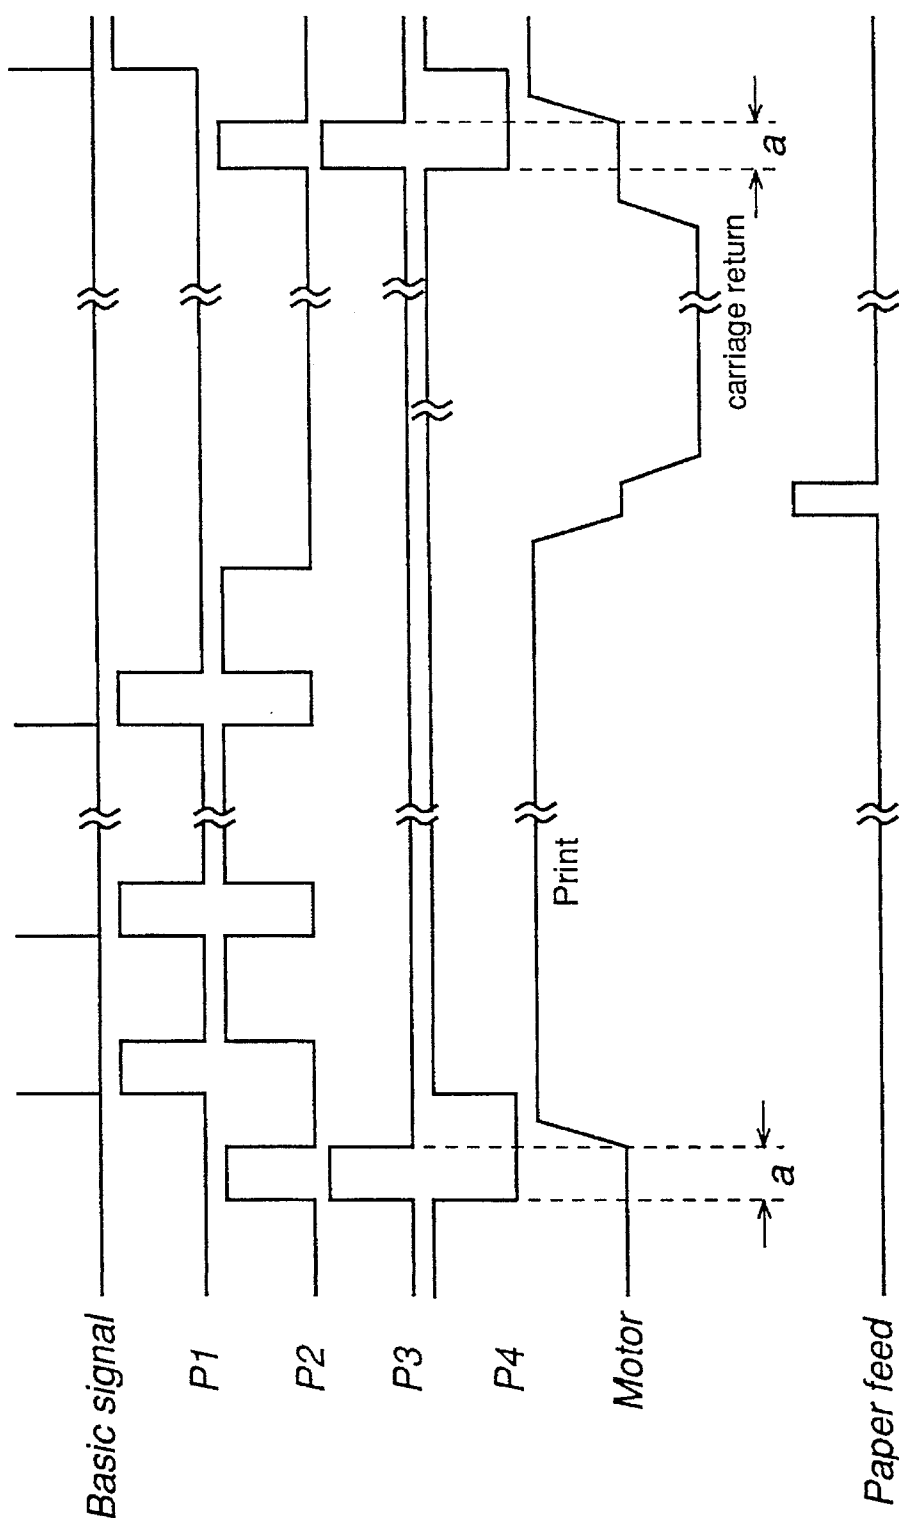 Basic signal
P1
P2
P3
P4
Motor
Paper feed
Print
carriage return
a
a